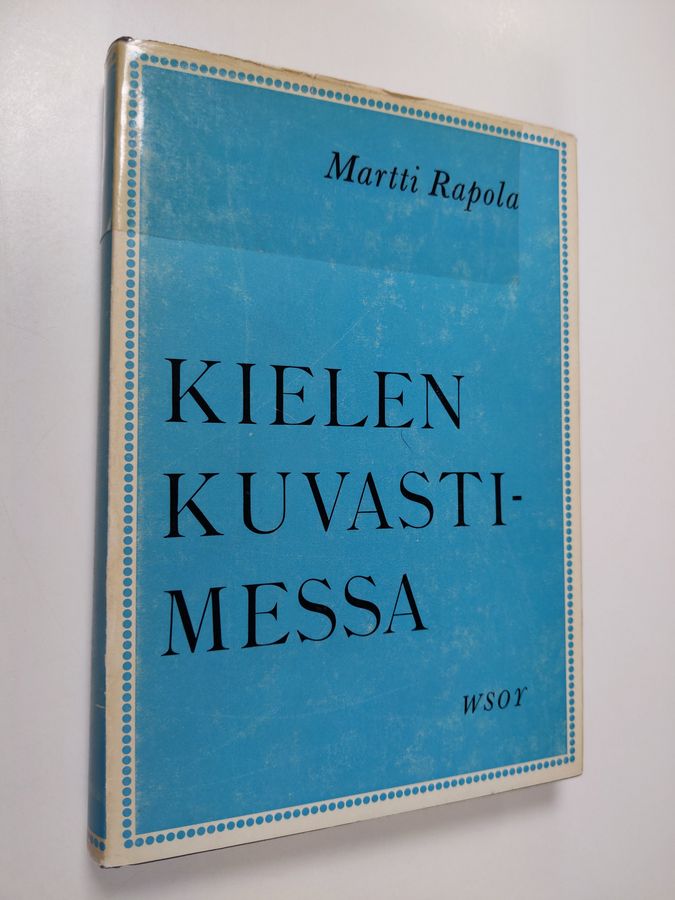 Martti Rapola
KIELEN
KUVASTI-
MESSA
WSOY